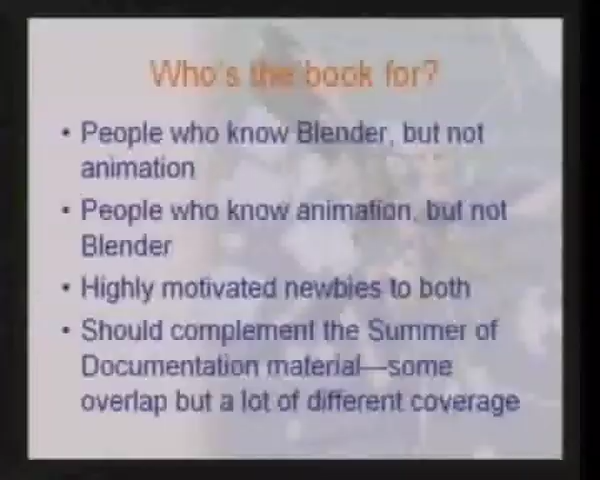 Who's the book for?
• People who know Blender, but not
animation
• People who know animation, but not
Blender
• Highly motivated newbies to both
• Should complement the Summer of
Documentation material—some
overlap but a lot of different coverage